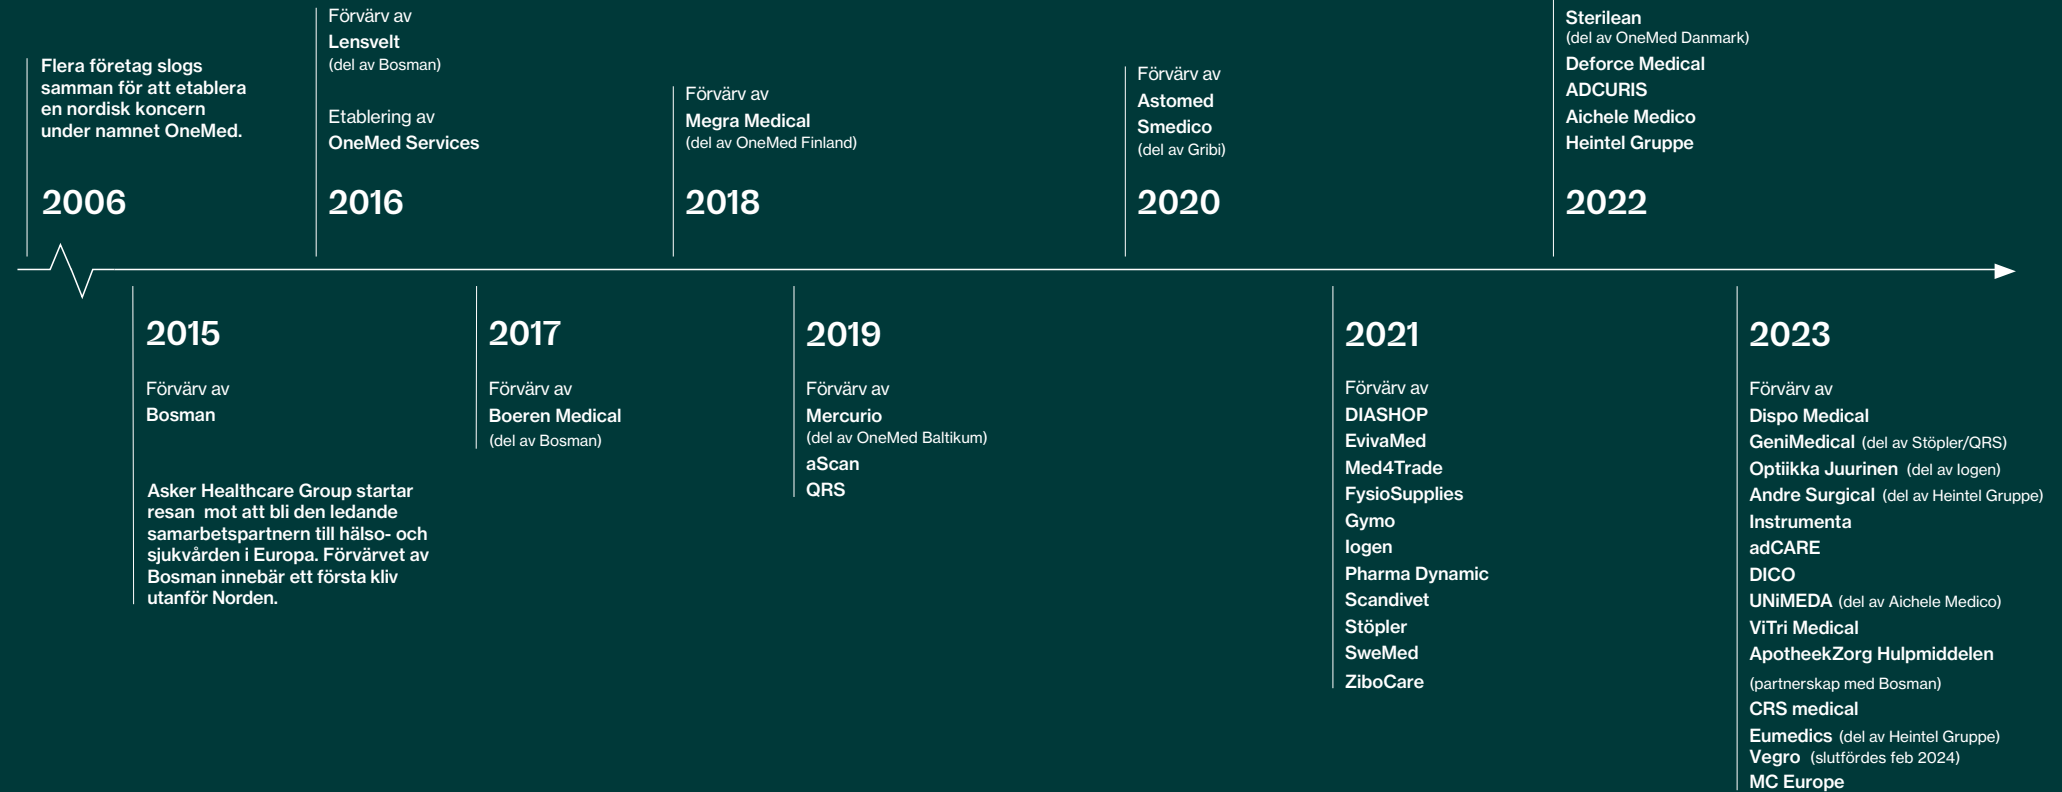 Flera företag slogs
samman för att etablera
en nordisk koncern
under namnet OneMed.
2006
Förvärv av
Lensvelt
(del av Bosman)
Etablering av
OneMed Services
2016
Förvärv av
Megra Medical
(del av OneMed Finland)
2018
Förvärv av
Astomed
Smedico
(del av Gribi)
2020
Sterilean
(del av OneMed Danmark)
Deforce Medical
ADCURIS
Aichele Medico
Heintel Gruppe
2022
2015
Förvärv av
Bosman
Asker Healthcare Group startar
resan mot att bli den ledande
samarbetspartnern till hälso- och
sjukvården i Europa. Förvärvet av
Bosman innebär ett första kliv
utanför Norden.
2017
Förvärv av
Boeren Medical
(del av Bosman)
2019
Förvärv av
Mercurio
(del av OneMed Baltikum)
aScan
QRS
2021
Förvärv av
DIASHOP
EvivaMed
Med4Trade
FysioSupplies
Gymo
Iogen
Pharma Dynamic
Scandivet
Stöpler
SweMed
ZiboCare
2023
Förvärv av
Dispo Medical
GeniMedical (del av Stöpler/QRS)
Optiikka Juurinen (del av Iogen)
Andre Surgical (del av Heintel Gruppe)
Instrumenta
adCARE
DICO
UNiMEDA (del av Aichele Medico)
ViTri Medical
ApotheekZorg Hulpmiddelen
(partnerskap med Bosman)
CRS medical
Eumedics (del av Heintel Gruppe)
Vegro (slutfördes feb 2024)
MC Europe